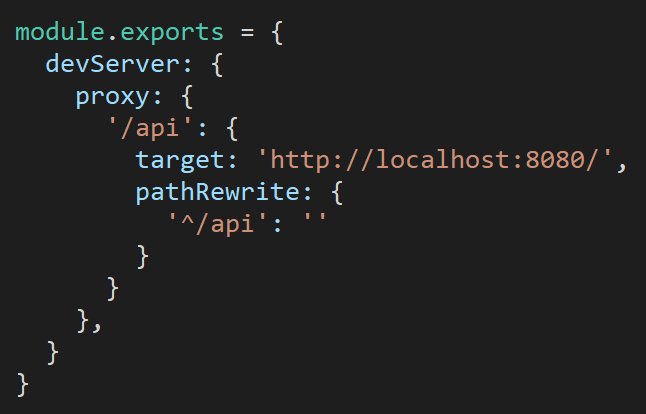 module.exports = {
  devServer: {
    proxy: {
      '/api': {
        target: 'http://localhost:8080/',
        pathRewrite: {
          '^/api': ''
        }
      }
    },
  }
}